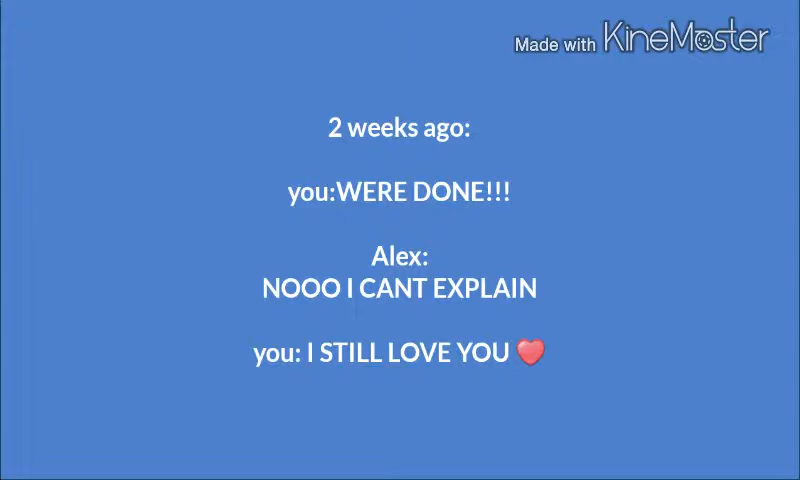 Made with KineMaster
2 weeks ago:
you:WERE DONE!!!
Alex:
NOOO I CANT EXPLAIN
you: I STILL LOVE YOU ❤️